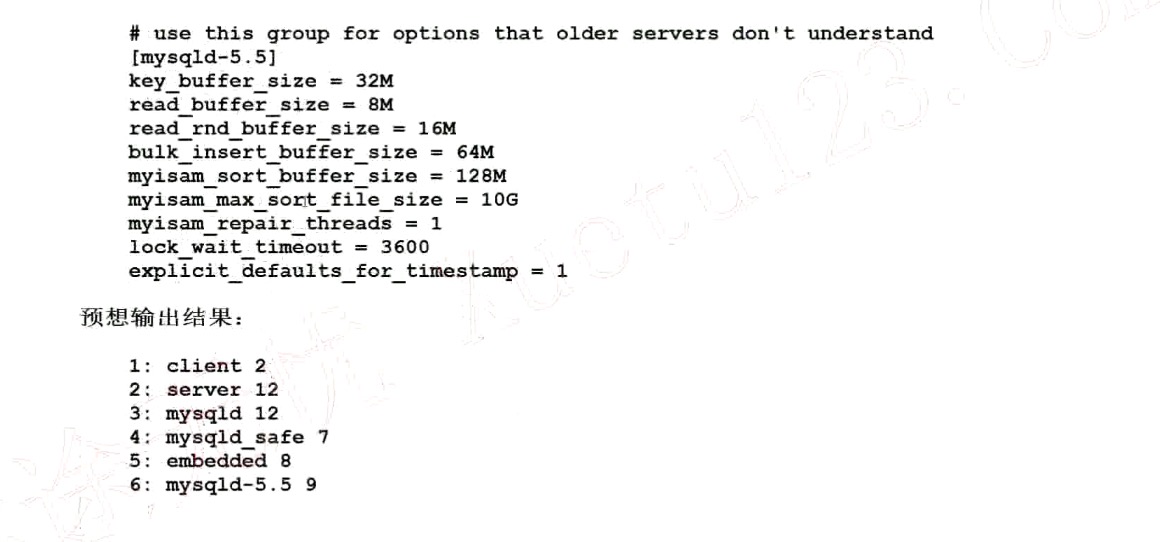 # use this group for options that older servers don't understand
[mysqld-5.5]
key_buffer_size = 32M
read_buffer_size = 8M
read_rnd_buffer_size = 16M
bulk_insert_buffer_size = 64M
myisam_sort_buffer_size = 128M
myisam_max_sort_file_size = 10G
myisam_repair_threads = 1
lock_wait_timeout = 3600
explicit_defaults_for_timestamp = 1
预想输出结果:
1: client 2
2: server 12
3: mysqld 12
4: mysqld_safe 7
5: embedded 8
6: mysqld-5.5 9